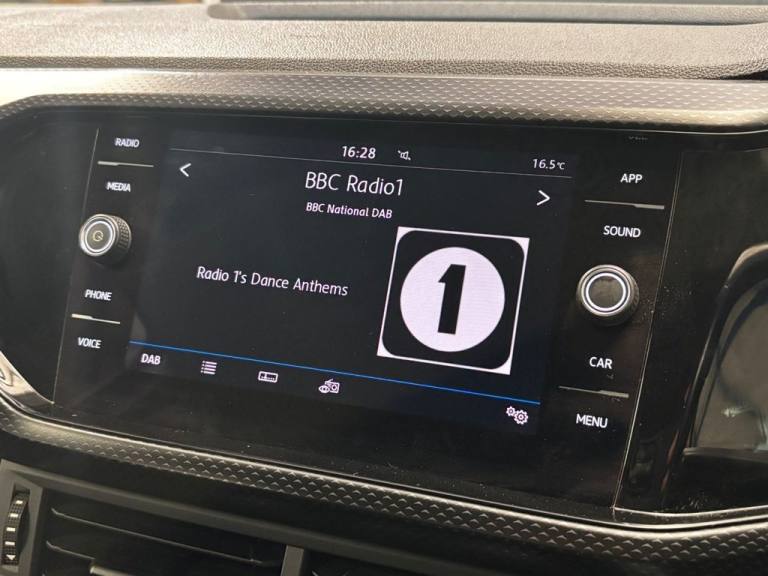 RADIO
MEDIA
PHONE
VOICE
16:28
16.5°C
BBC Radio1
BBC National DAB
Radio 1's Dance Anthems
1
DAB
APP
SOUND
CAR
MENU